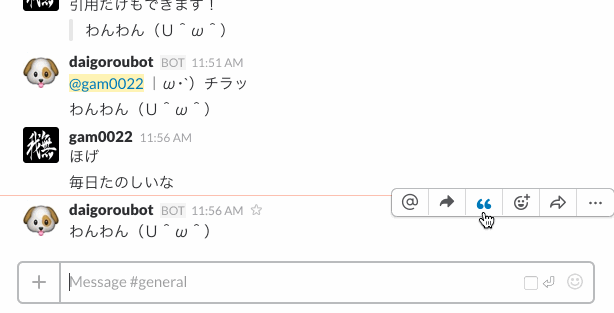 引用だけもできます！
わんわん（U＾ω＾）
daigoroubot BOT 11:51 AM
@gam0022 ｜ω･`）チラッ
わんわん（U＾ω＾）
gam0022 11:56 AM
ほげ
毎日たのしいな
daigoroubot BOT 11:56 AM
わんわん（U＾ω＾）
Message #general